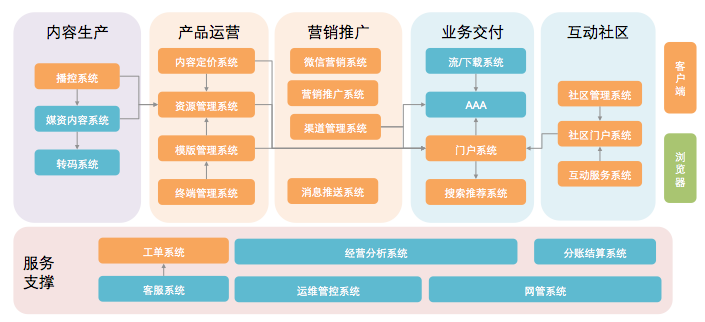 内容生产
播控系统
媒资内容系统
转码系统
产品运营
内容定价系统
资源管理系统
模版管理系统
终端管理系统
营销推广
微信营销系统
营销推广系统
渠道管理系统
消息推送系统
业务交付
流/下载系统
AAA
门户系统
搜索推荐系统
互动社区
社区管理系统
社区门户系统
互动服务系统
客户端
浏览器
服务
支撑
工单系统
经营分析系统
分账结算系统
客服系统
运维管控系统
网管系统